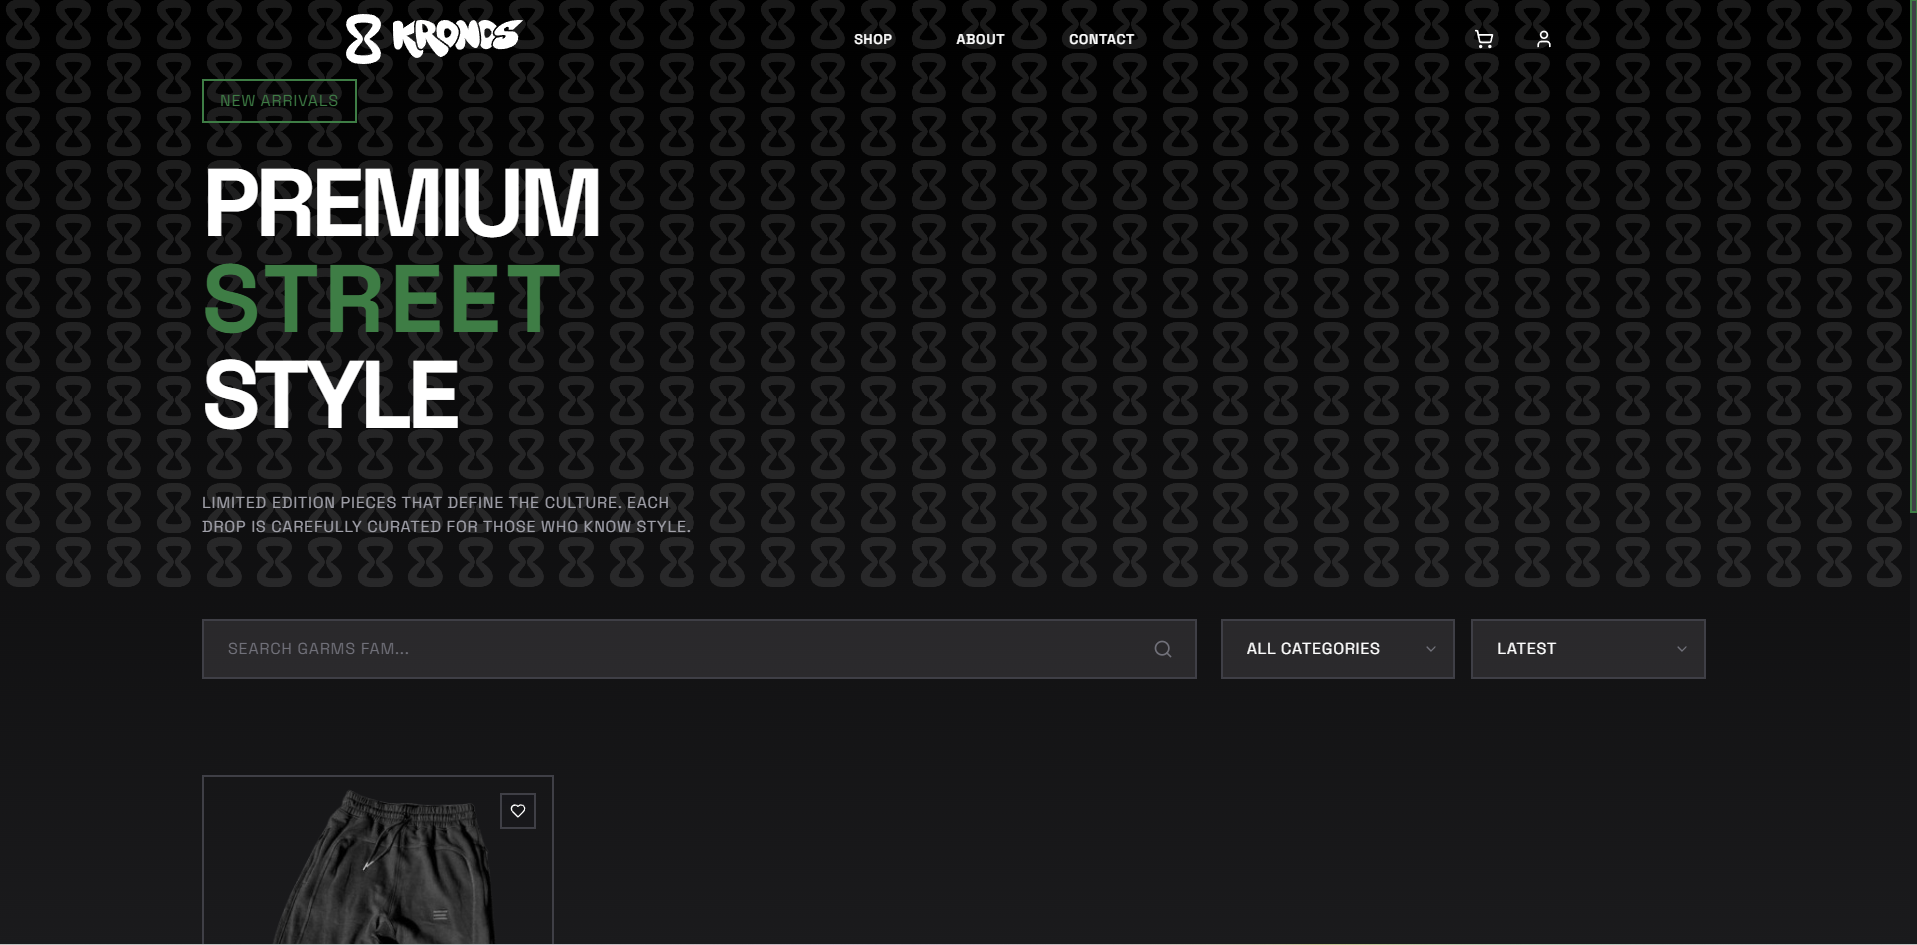 KRONOS
SHOP
ABOUT
CONTACT
NEW ARRIVALS
PREMIUM
STREET
STYLE
LIMITED EDITION PIECES THAT DEFINE THE CULTURE. EACH
DROP IS CAREFULLY CURATED FOR THOSE WHO KNOW STYLE.
SEARCH GARMS FAM...
ALL CATEGORIES
LATEST